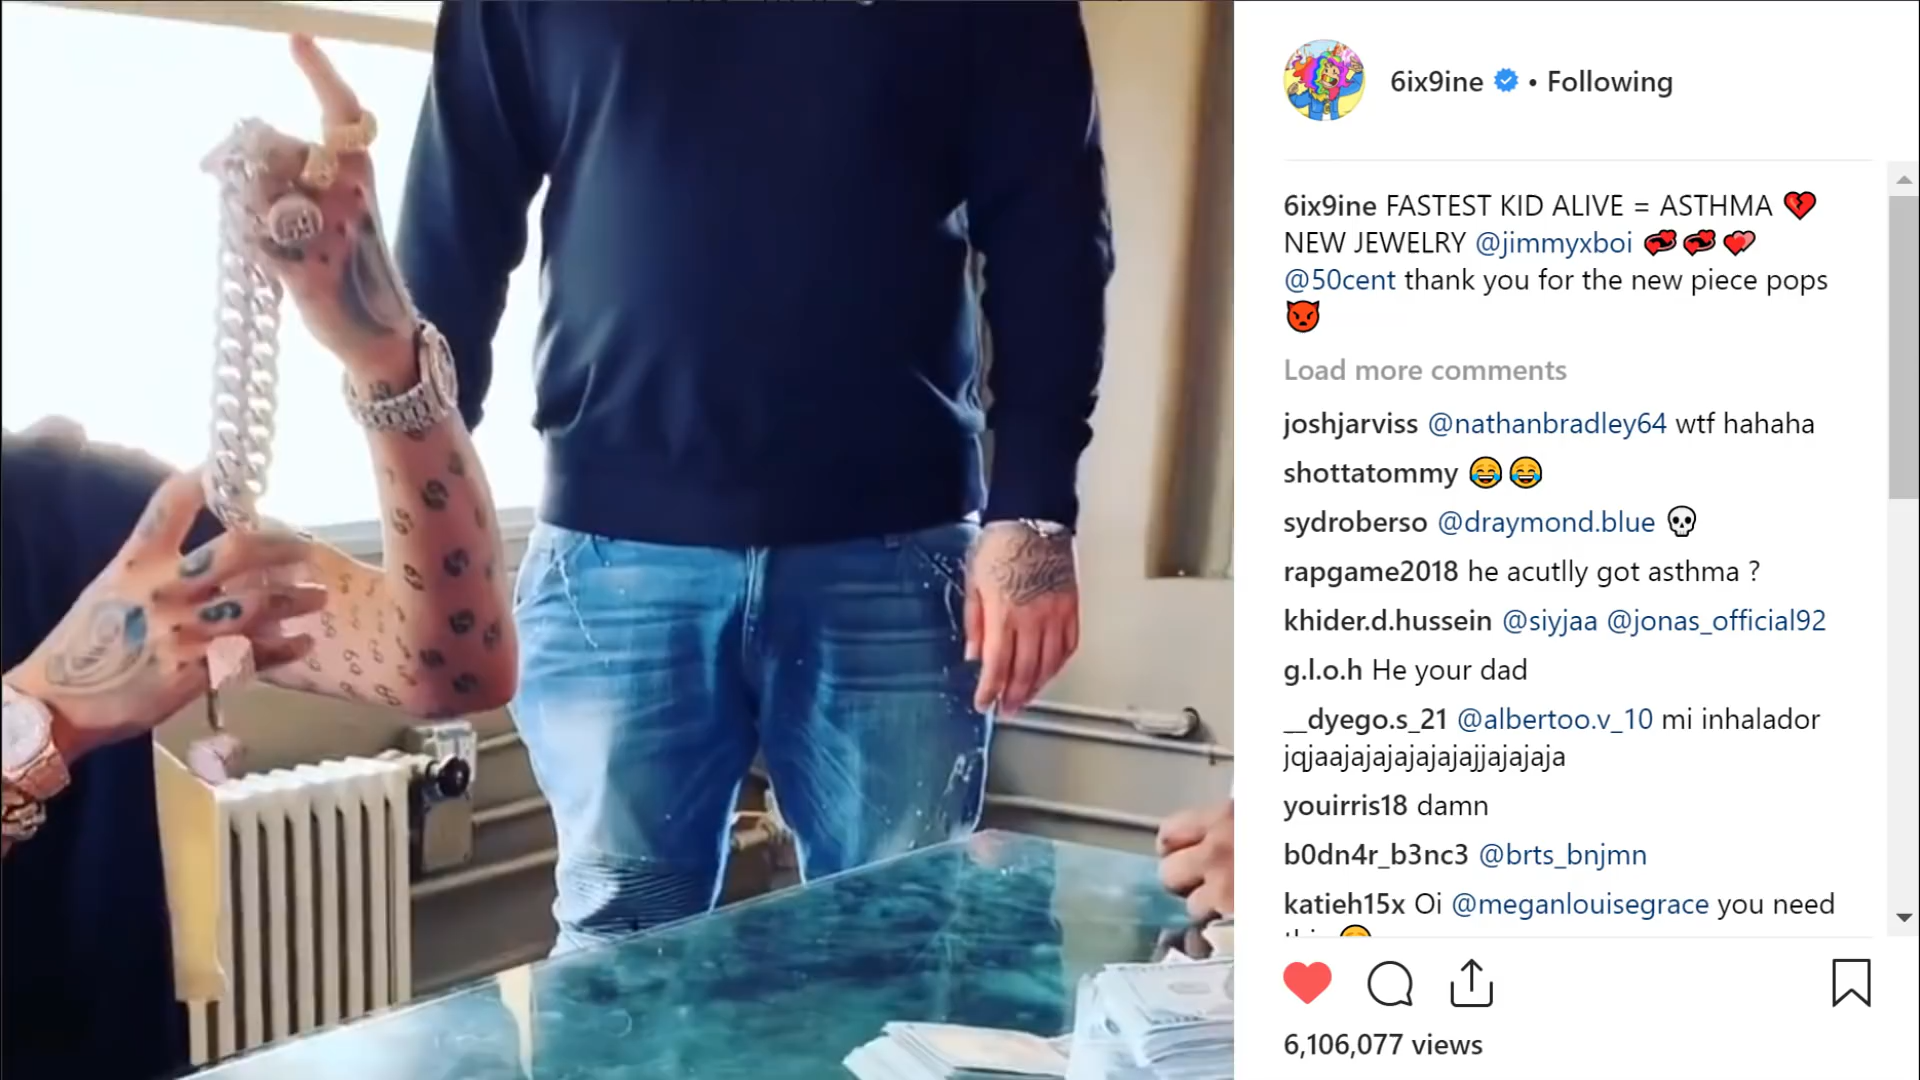 6ix9ine • Following
6ix9ine FASTEST KID ALIVE = ASTHMA 💔
NEW JEWELRY @jimmyxboi 💞💞💕
@50cent thank you for the new piece pops
👿
Load more comments
joshjarviss @nathanbradley64 wtf hahaha
shottatommy 😂😂
sydroberso @draymond.blue 💀
rapgame2018 he acutlly got asthma ?
khider.d.hussein @siyjaa @jonas_official92
g.l.o.h He your dad
__dyego.s_21 @albertoo.v_10 mi inhalador
jqjaajajajajajajajjajajaja
youirris18 damn
b0dn4r_b3nc3 @brts_bnjmn
katieh15x Oi @meganlouisegrace you need
6,106,077 views